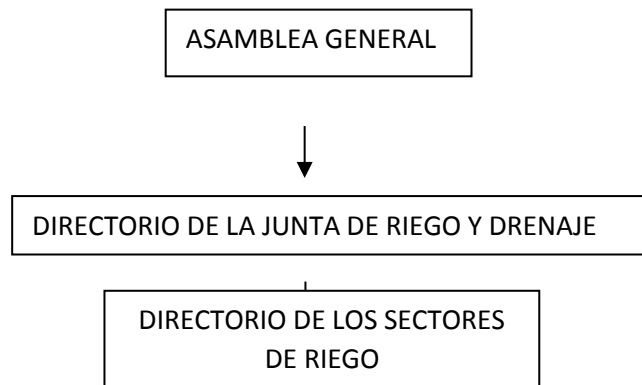 ASAMBLEA GENERAL
DIRECTORIO DE LA JUNTA DE RIEGO Y DRENAJE
DIRECTORIO DE LOS SECTORES
DE RIEGO